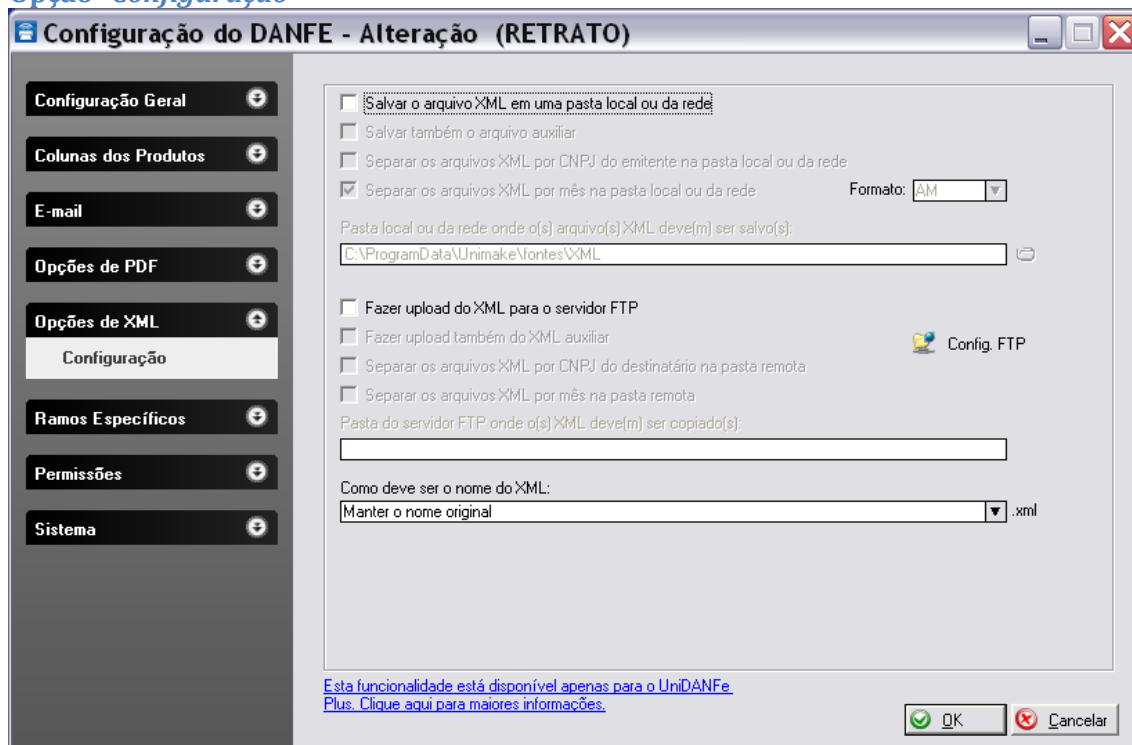 Opção "Configuração"
Configuração do DANFE - Alteração (RETRATO)
Configuração Geral
Colunas dos Produtos
E-mail
Opções de PDF
Opções de XML
Configuração
Ramos Específicos
Permissões
Sistema
Salvar o arquivo XML em uma pasta local ou da rede
Salvar também o arquivo auxiliar
Separar os arquivos XML por CNPJ do emitente na pasta local ou da rede
Separar os arquivos XML por mês na pasta local ou da rede Formato: AM
Pasta local ou da rede onde o(s) arquivo(s) XML deve(m) ser salvo(s):
C:\ProgramData\Unimake\fontes\XML
Fazer upload do XML para o servidor FTP
Fazer upload também do XML auxiliar
Config. FTP
Separar os arquivos XML por CNPJ do destinatário na pasta remota
Separar os arquivos XML por mês na pasta remota
Pasta do servidor FTP onde o(s) XML deve(m) ser copiado(s):
Como deve ser o nome do XML:
Manter o nome original .xml
Esta funcionalidade está disponível apenas para o UniDANFe
Plus. Clique aqui para maiores informações.
OK Cancelar